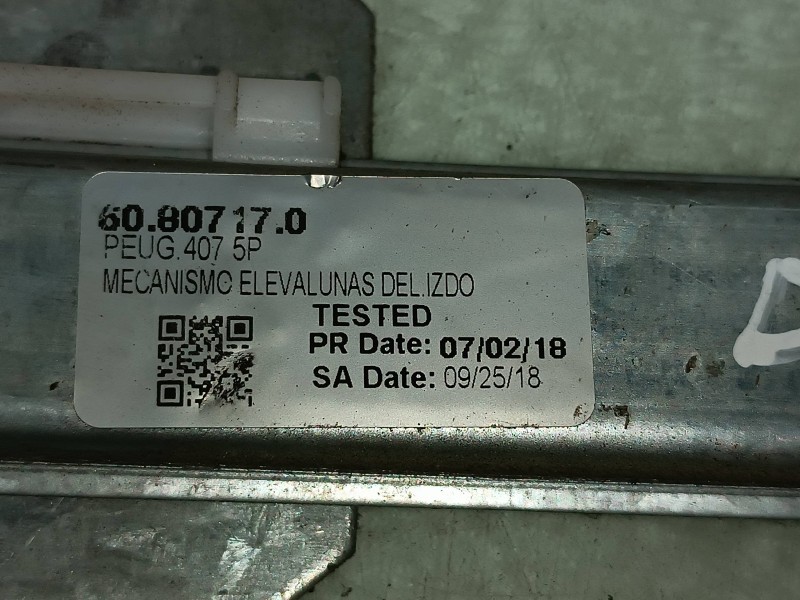 60.80717.0
PEUG.407 5P
MECANISMO ELEVALUNAS DEL.IZDO
TESTED
PR Date: 07/02/18
SA Date: 09/25/18